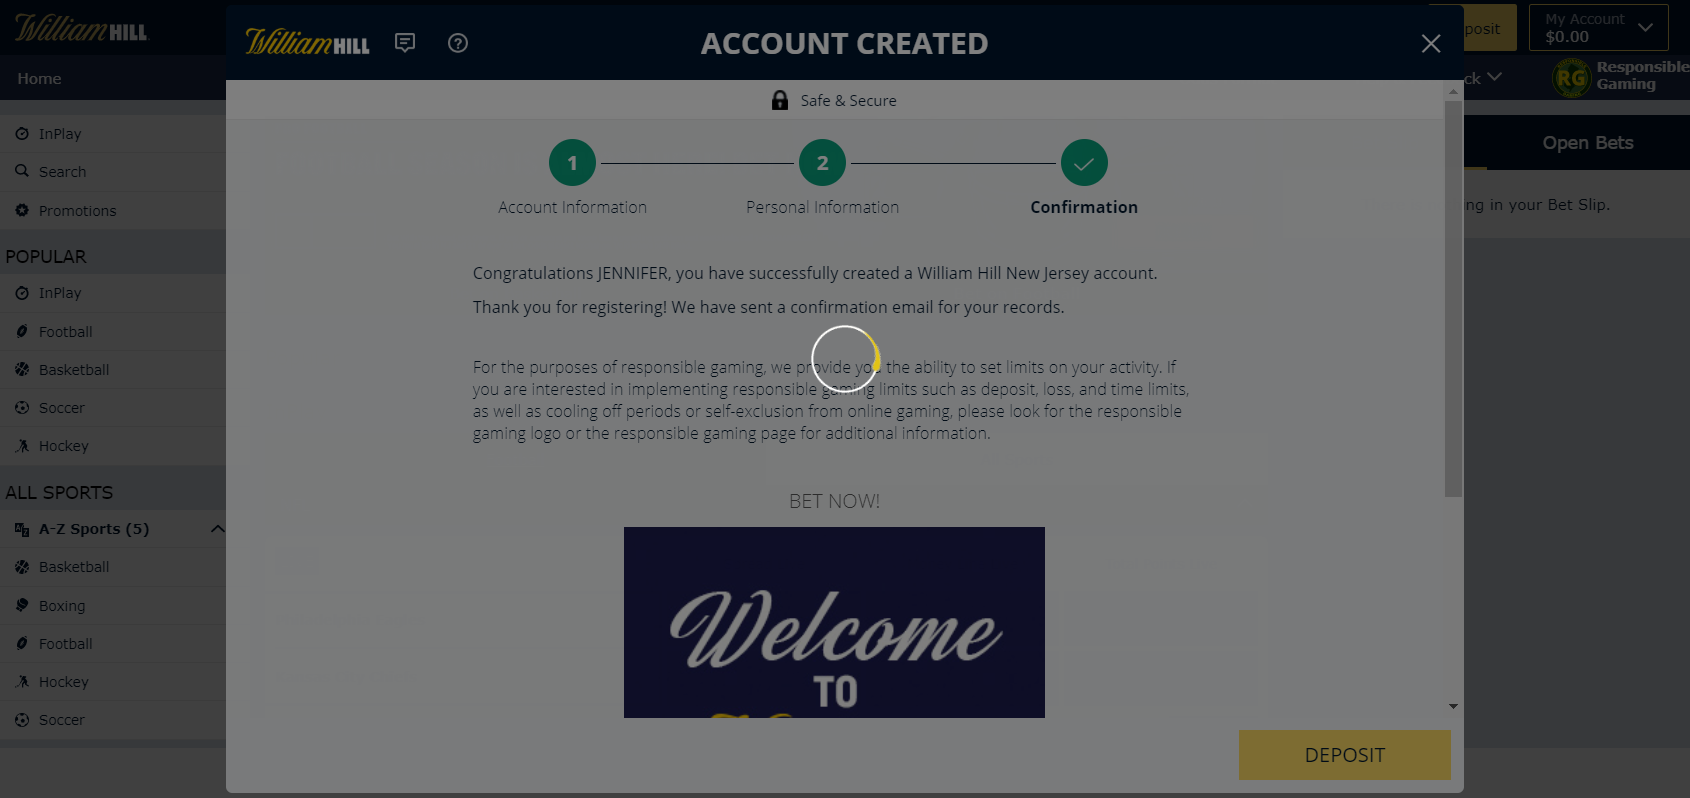 William HILL
William HILL
ACCOUNT CREATED
posit
My Account
$0.00
Home
ck
RG
Responsible
Gaming
Safe & Secure
InPlay
Search
Promotions
1
2
Account Information
Personal Information
Confirmation
Open Bets
ng in your Bet Slip.
POPULAR
InPlay
Football
Basketball
Soccer
Hockey
ALL SPORTS
A-Z Sports (5)
Basketball
Boxing
Football
Hockey
Soccer
Congratulations JENNIFER, you have successfully created a William Hill New Jersey account.
Thank you for registering! We have sent a confirmation email for your records.
For the purposes of responsible gaming, we provide you the ability to set limits on your activity. If
you are interested in implementing responsible gaming limits such as deposit, loss, and time limits,
as well as cooling off periods or self-exclusion from online gaming, please look for the responsible
gaming logo or the responsible gaming page for additional information.
BET NOW!
Welcome
TO
DEPOSIT